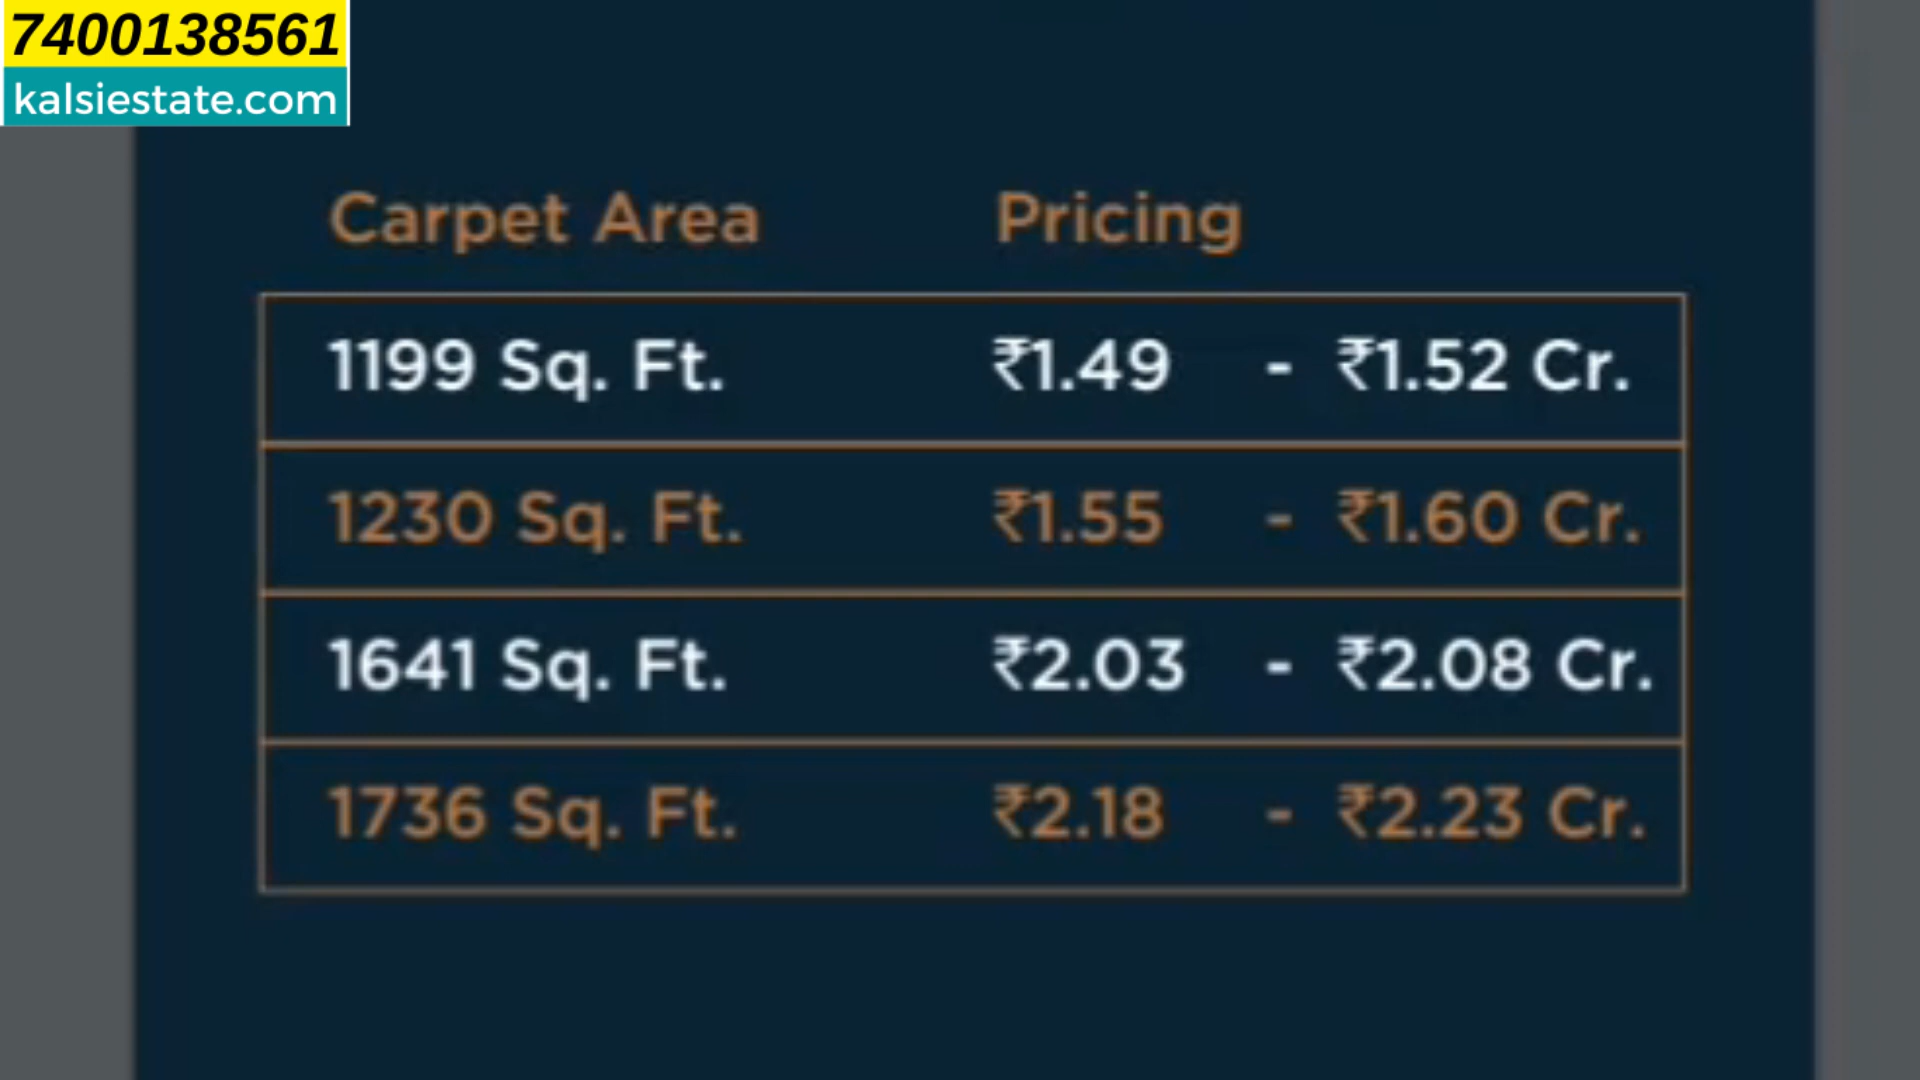 7400138561
kalsiestate.com
Carpet Area Pricing
1199 Sq. Ft. ₹1.49 - ₹1.52 Cr.
1230 Sq. Ft. ₹1.55 - ₹1.60 Cr.
1641 Sq. Ft. ₹2.03 - ₹2.08 Cr.
1736 Sq. Ft. ₹2.18 - ₹2.23 Cr.